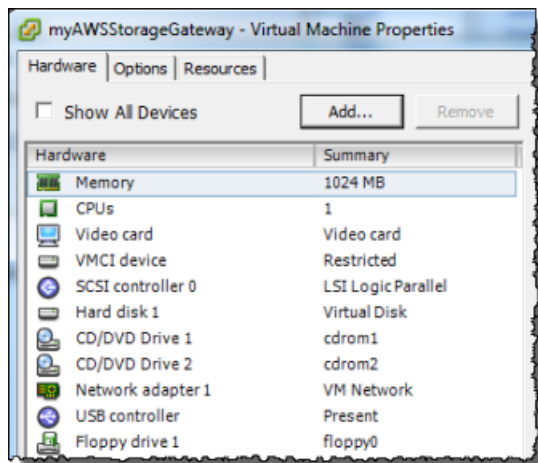 myAWSStorageGateway - Virtual Machine Properties
Hardware Options Resources
Show All Devices Add... Remove
Hardware Summary
Memory 1024 MB
CPUs 1
Video card Video card
VMCI device Restricted
SCSI controller 0 LSI Logic Parallel
Hard disk 1 Virtual Disk
CD/DVD Drive 1 cdrom1
CD/DVD Drive 2 cdrom2
Network adapter 1 VM Network
USB controller Present
Floppy drive 1 floppy0